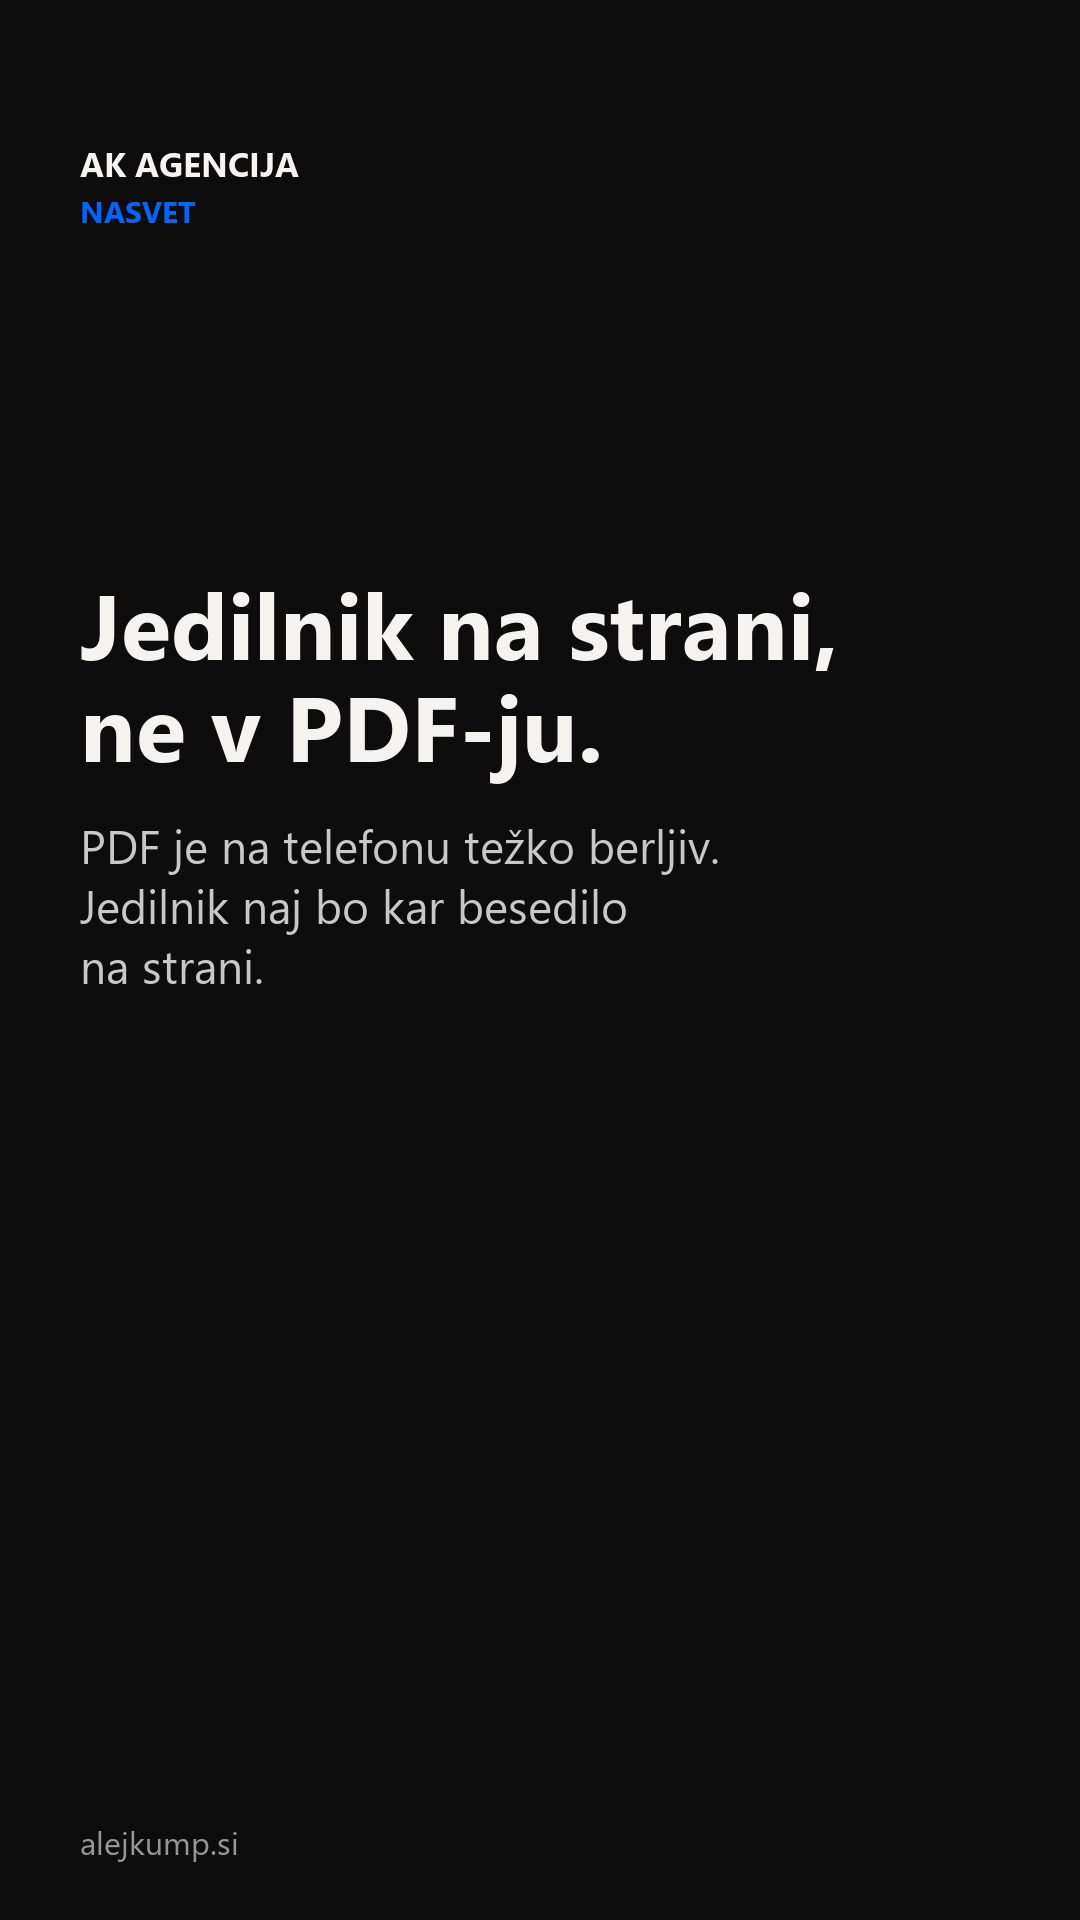 AK AGENCIJA
NASVET
Jedilnik na strani,
ne v PDF-ju.
PDF je na telefonu težko berljiv.
Jedilnik naj bo kar besedilo
na strani.
alejkump.si